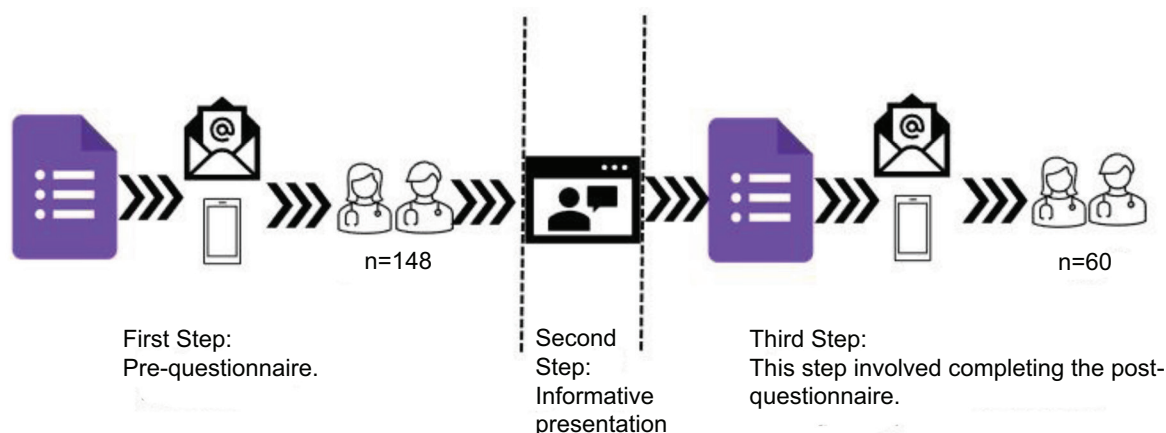 @
@
n=148
n=60
First Step:
Pre-questionnaire.
Second
Step:
Informative
presentation
Third Step:
This step involved completing the post-
questionnaire.